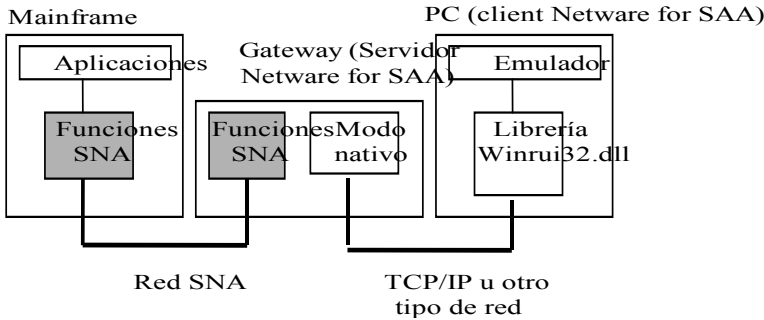 Mainframe
PC (client Netware for SAA)
Gateway (Servidor
Netware for SAA)
Aplicaciones
Emulador
Funciones
SNA
Funciones
SNA
Modo
nativo
Librería
Winrui32.dll
Red SNA
TCP/IP u otro
tipo de red